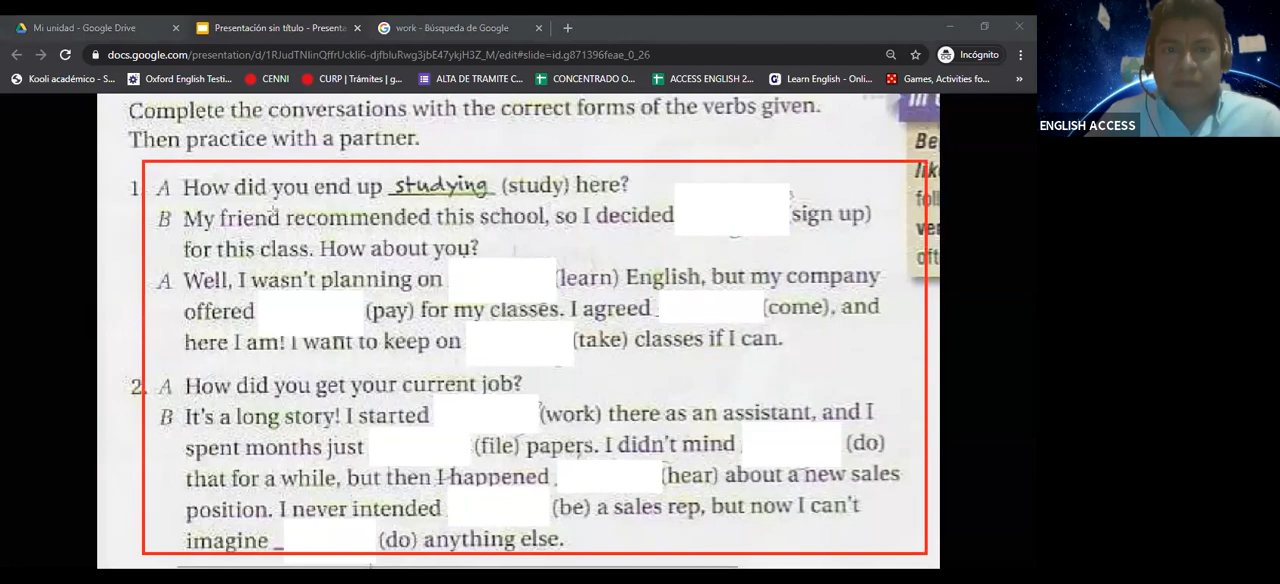 Mi unidad - Google Drive
Presentación sin título - Presenta
work - Búsqueda de Google
docs.google.com/presentation/d/1RJudTNIinQffrUckIi6-djfbIuRwg3jbE47ykjH3Z_M/edit#slide=id.g871396feae_0_26
Incógnito
Kooli académico - S...
Oxford English Testi...
CENNI
CURP | Trámites | g...
ALTA DE TRAMITE C...
CONCENTRADO O...
ACCESS ENGLISH 2...
Learn English - Onli...
Games, Activities fo...
»
Complete the conversations with the correct forms of the verbs given.
Then practice with a partner.
1. A How did you end up studying (study) here?
B My friend recommended this school, so I decided (sign up)
for this class. How about you?
A Well, I wasn't planning on (learn) English, but my company
offered (pay) for my classes. I agreed (come), and
here I am! I want to keep on (take) classes if I can.
2. A How did you get your current job?
B It's a long story! I started (work) there as an assistant, and I
spent months just (file) papers. I didn't mind (do)
that for a while, but then I happened (hear) about a new sales
position. I never intended (be) a sales rep, but now I can't
imagine (do) anything else.
Be
lik
fol
ve
oft
ENGLISH ACCESS